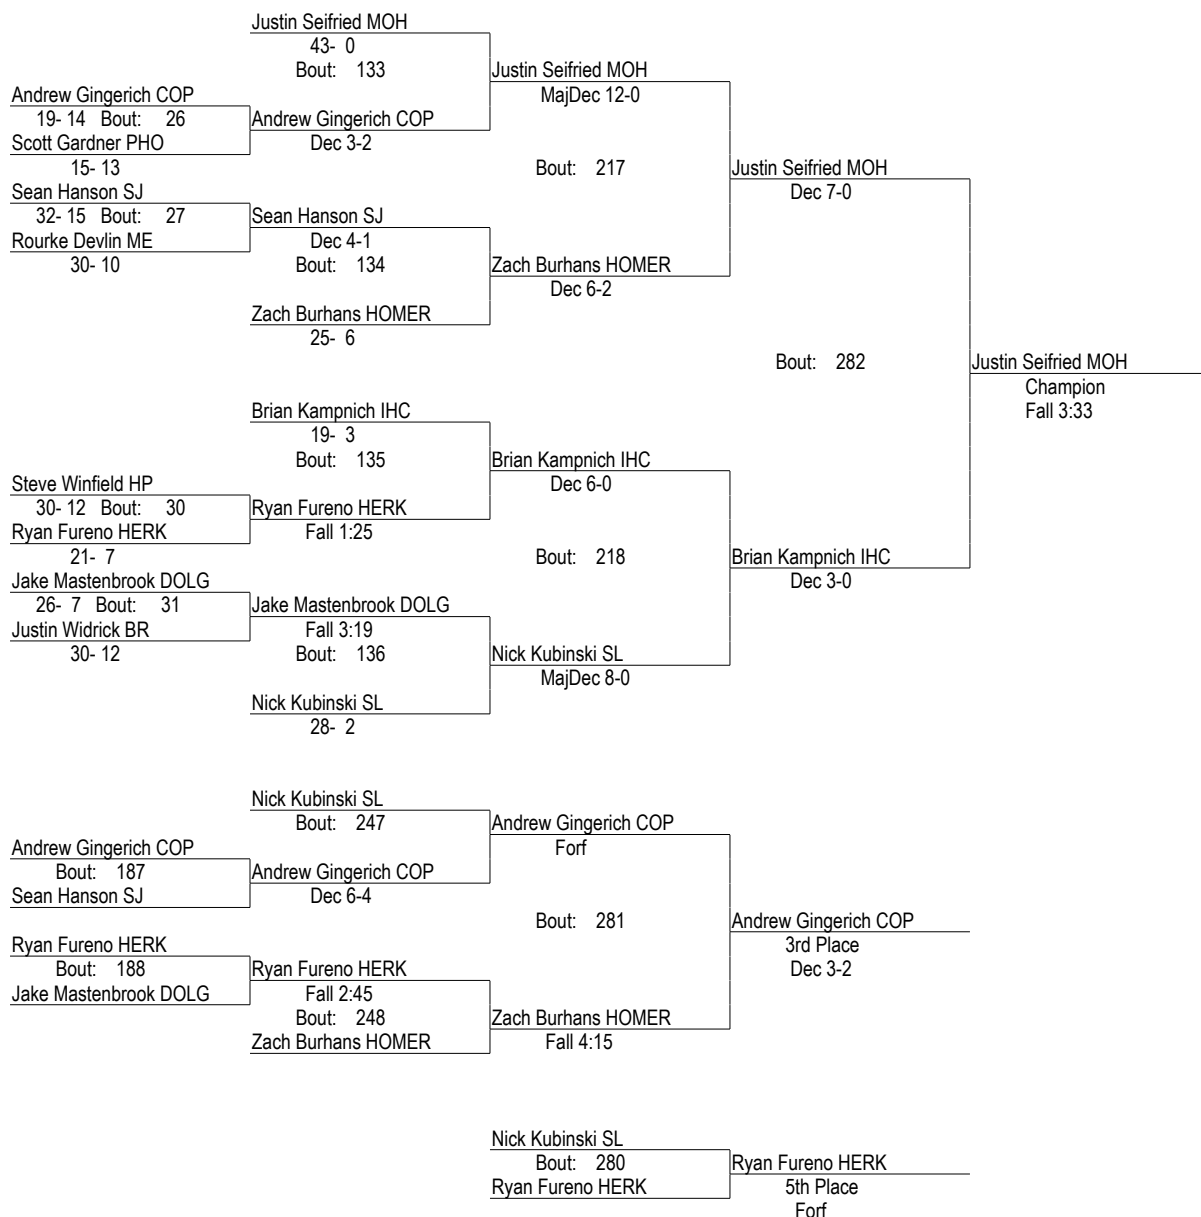 Justin Seifried MOH
43- 0
Bout: 133
Justin Seifried MOH
MajDec 12-0
Andrew Gingerich COP
19- 14 Bout: 26
Andrew Gingerich COP
Dec 3-2
Scott Gardner PHO
15- 13
Bout: 217
Justin Seifried MOH
Dec 7-0
Sean Hanson SJ
32- 15 Bout: 27
Sean Hanson SJ
Dec 4-1
Rourke Devlin ME
30- 10
Bout: 134
Zach Burhans HOMER
Dec 6-2
Zach Burhans HOMER
25- 6
Bout: 282
Justin Seifried MOH
Champion
Fall 3:33
Brian Kampnich IHC
19- 3
Bout: 135
Brian Kampnich IHC
Dec 6-0
Steve Winfield HP
30- 12 Bout: 30
Ryan Fureno HERK
Fall 1:25
Ryan Fureno HERK
21- 7
Bout: 218
Brian Kampnich IHC
Dec 3-0
Jake Mastenbrook DOLG
26- 7 Bout: 31
Jake Mastenbrook DOLG
Fall 3:19
Justin Widrick BR
30- 12
Bout: 136
Nick Kubinski SL
MajDec 8-0
Nick Kubinski SL
28- 2
Nick Kubinski SL
Bout: 247
Andrew Gingerich COP
Forf
Andrew Gingerich COP
Bout: 187
Andrew Gingerich COP
Dec 6-4
Sean Hanson SJ
Bout: 281
Andrew Gingerich COP
3rd Place
Dec 3-2
Ryan Fureno HERK
Bout: 188
Ryan Fureno HERK
Fall 2:45
Jake Mastenbrook DOLG
Bout: 248
Zach Burhans HOMER
Fall 4:15
Zach Burhans HOMER
Nick Kubinski SL
Bout: 280
Ryan Fureno HERK
Ryan Fureno HERK
5th Place
Forf